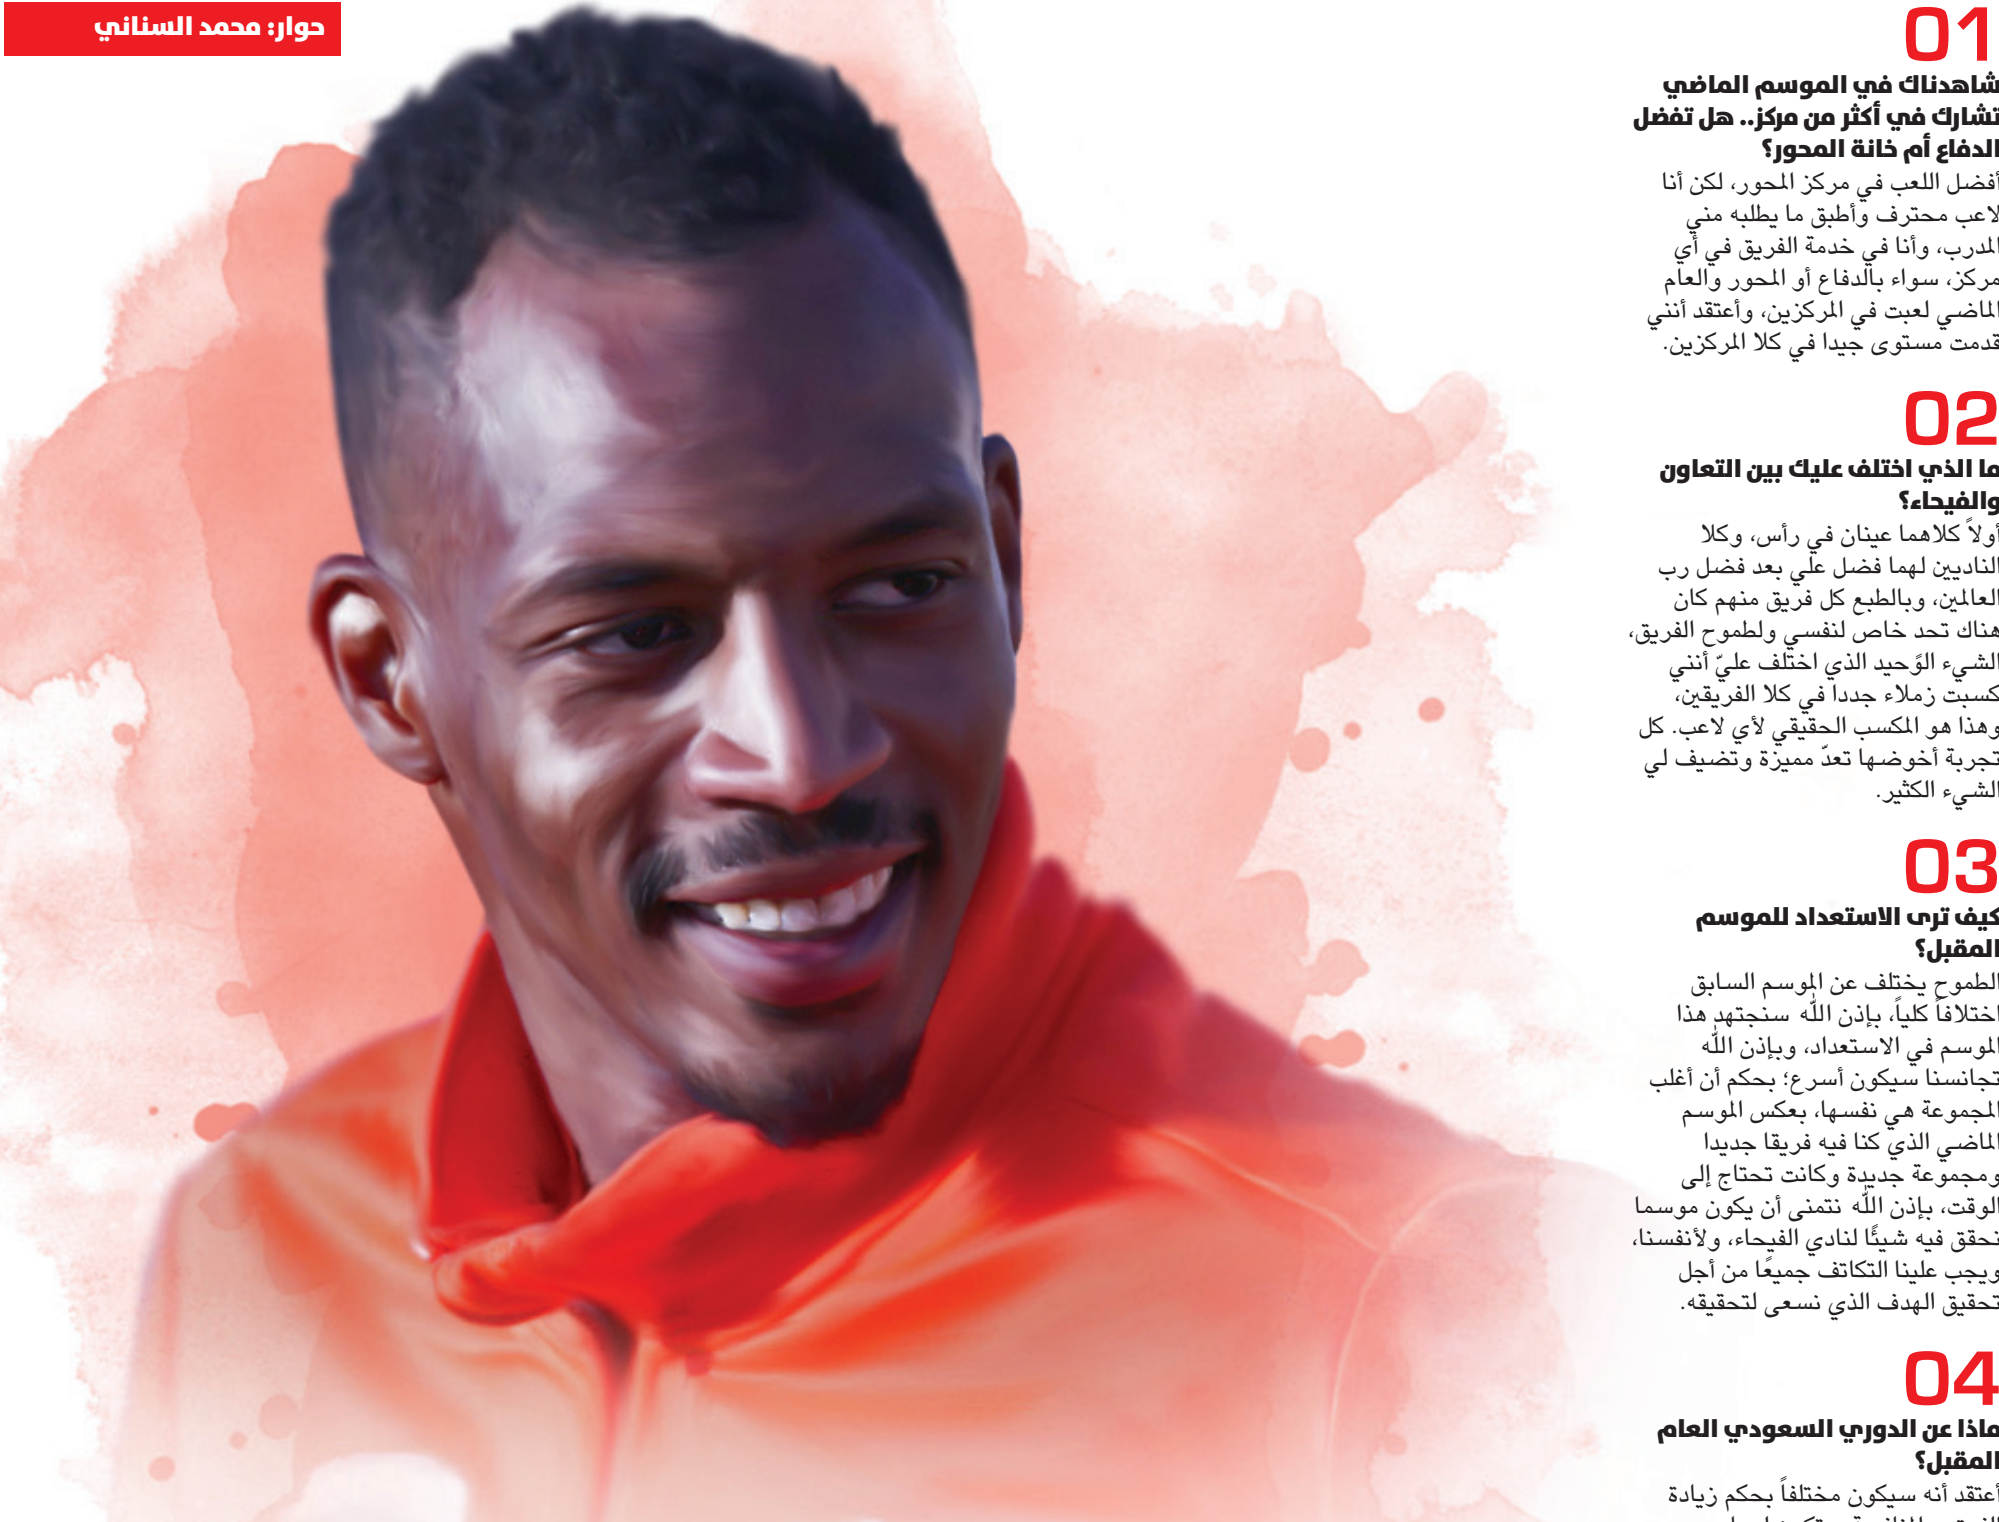 حوار: محمد السناني
01
شاهدناك في الموسم الماضي
تشارك في أكثر من مركز.. هل تفضل
الدفاع أم خانة المحور؟
أفضل اللعب في مركز المحور، لكن أنا
لاعب محترف وأطبق ما يطلبه مني
المدرب، وأنا في خدمة الفريق في أي
مركز، سواء بالدفاع أو المحور والعام
الماضي لعبت في المركزين، وأعتقد أنني
قدمت مستوى جيدا في كلا المركزين.
02
ما الذي اختلف عليك بين التعاون
والفيحاء؟
أولاً كلاهما عينان في رأس، وكلا
الناديين لهما فضل علي بعد فضل رب
العالمين، وبالطبع كل فريق منهم كان
هناك تحد خاص لنفسي ولطموح الفريق،
الشيء الوحيد الذي اختلف عليّ أنني
كسبت زملاء جددا في كلا الفريقين،
وهذا هو المكسب الحقيقي لأي لاعب. كل
تجربة أخوضها تعدّ مميزة وتضيف لي
الشيء الكثير.
03
كيف ترى الاستعداد للموسم
المقبل؟
الطموح يختلف عن الموسم السابق
اختلافاً كلياً، بإذن الله سنجتهد هذا
الموسم في الاستعداد، وبإذن الله
تجانسنا سيكون أسرع؛ بحكم أن أغلب
المجموعة هي نفسها، بعكس الموسم
الماضي الذي كنا فيه فريقا جديدا
ومجموعة جديدة وكانت تحتاج إلى
الوقت، بإذن الله نتمنى أن يكون موسما
نحقق فيه شيئًا لنادي الفيحاء، ولأنفسنا،
ويجب علينا التكاتف جميعًا من أجل
تحقيق الهدف الذي نسعى لتحقيقه.
04
ماذا عن الدوري السعودي العام
المقبل؟
أعتقد أنه سيكون مختلفاً بحكم زيادة